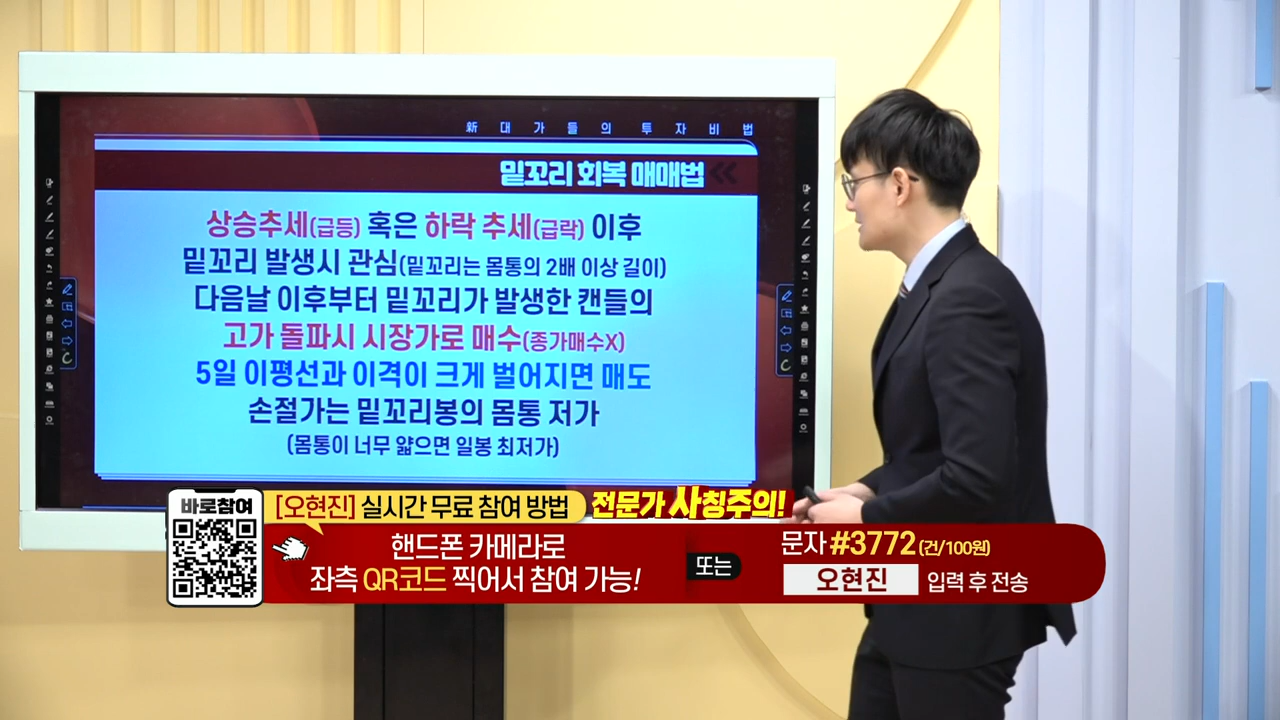 新 대가들의 투자비법
밑꼬리 회복 매매법
상승추세(급등) 혹은 하락 추세(급락) 이후
밑꼬리 발생시 관심(밑꼬리는 몸통의 2배 이상 길이)
다음날 이후부터 밑꼬리가 발생한 캔들의
고가 돌파시 시장가로 매수(종가매수X)
5일 이평선과 이격이 크게 벌어지면 매도
손절가는 밑꼬리봉의 몸통 저가
(몸통이 너무 얇으면 일봉 최저가)
바로참여
[오현진] 실시간 무료 참여 방법
전문가 사칭주의!
핸드폰 카메라로
좌측 QR코드 찍어서 참여 가능!
또는
문자 #3772 (건/100원)
오현진 입력 후 전송